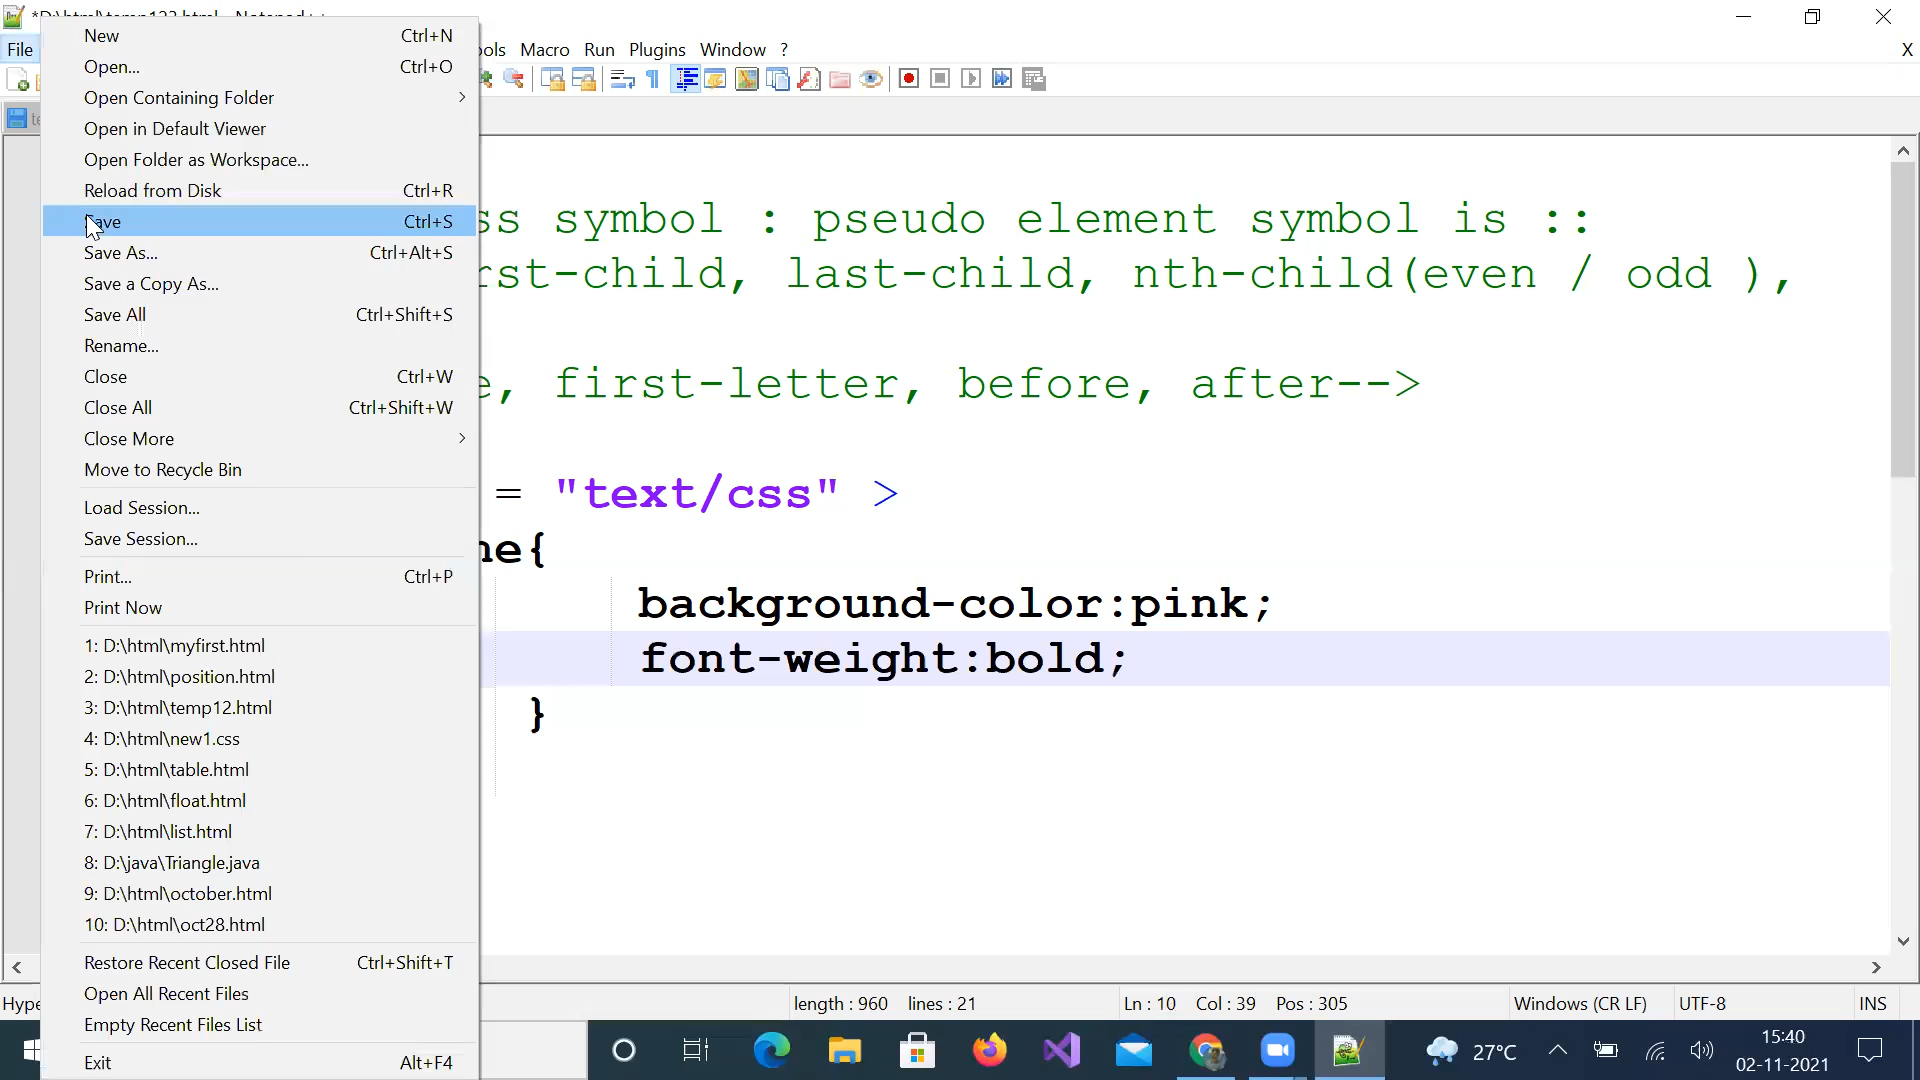 *D:\html\temp123.html - Notepad++
File
ols Macro Run Plugins Window ?
X
New Ctrl+N
Open... Ctrl+O
Open Containing Folder
Open in Default Viewer
Open Folder as Workspace...
Reload from Disk Ctrl+R
Save Ctrl+S
Save As... Ctrl+Alt+S
Save a Copy As...
Save All Ctrl+Shift+S
Rename...
Close Ctrl+W
Close All Ctrl+Shift+W
Close More
Move to Recycle Bin
Load Session...
Save Session...
Print... Ctrl+P
Print Now
1: D:\html\myfirst.html
2: D:\html\position.html
3: D:\html\temp12.html
4: D:\html\new1.css
5: D:\html\table.html
6: D:\html\float.html
7: D:\html\list.html
8: D:\java\Triangle.java
9: D:\html\october.html
10: D:\html\oct28.html
Restore Recent Closed File Ctrl+Shift+T
Open All Recent Files
Empty Recent Files List
Exit Alt+F4
ss symbol : pseudo element symbol is ::
rst-child, last-child, nth-child(even / odd ),
e, first-letter, before, after-->
= "text/css" >
ne{
background-color:pink;
font-weight:bold;
}
Hype length : 960 lines : 21 Ln : 10 Col : 39 Pos : 305 Windows (CR LF) UTF-8 INS
27°C
15:40
02-11-2021